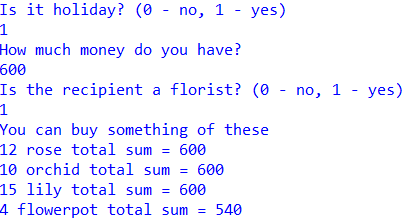 Is it holiday? (0 - no, 1 - yes)
1
How much money do you have?
600
Is the recipient a florist? (0 - no, 1 - yes)
1
You can buy something of these
12 rose total sum = 600
10 orchid total sum = 600
15 lily total sum = 600
4 flowerpot total sum = 540